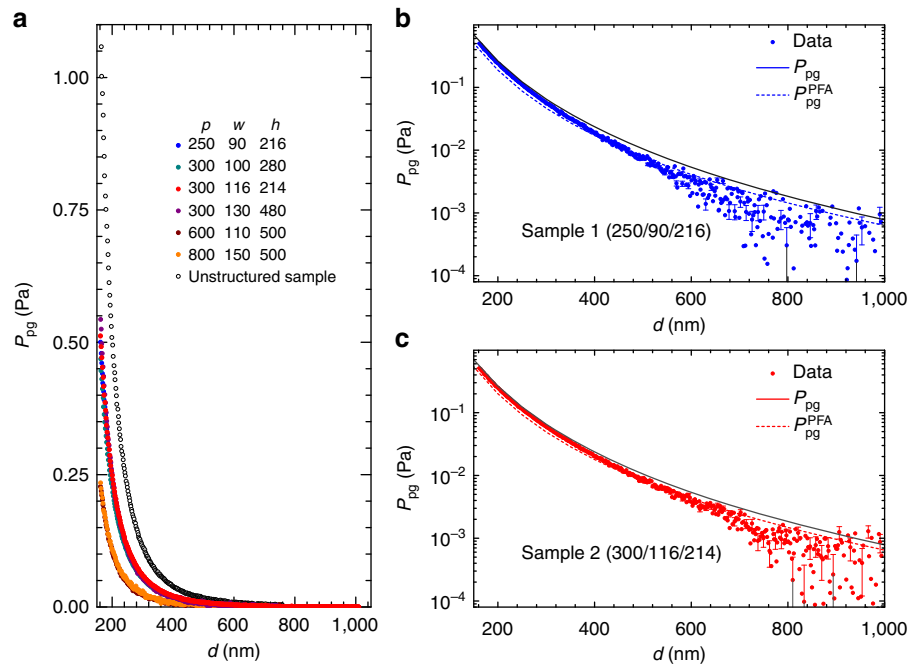 a
P_pg (Pa)
1.00
0.75
0.50
0.25
0.00
200 400 600 800 1,000
d (nm)
p w h
250 90 216
300 100 280
300 116 214
300 130 480
600 110 500
800 150 500
Unstructured sample
b
P_pg (Pa)
10^−1
10^−2
10^−3
10^−4
200 400 600 800 1,000
d (nm)
Data
P_pg
P_pg^PFA
Sample 1 (250/90/216)
c
P_pg (Pa)
10^−1
10^−2
10^−3
10^−4
200 400 600 800 1,000
d (nm)
Data
P_pg
P_pg^PFA
Sample 2 (300/116/214)